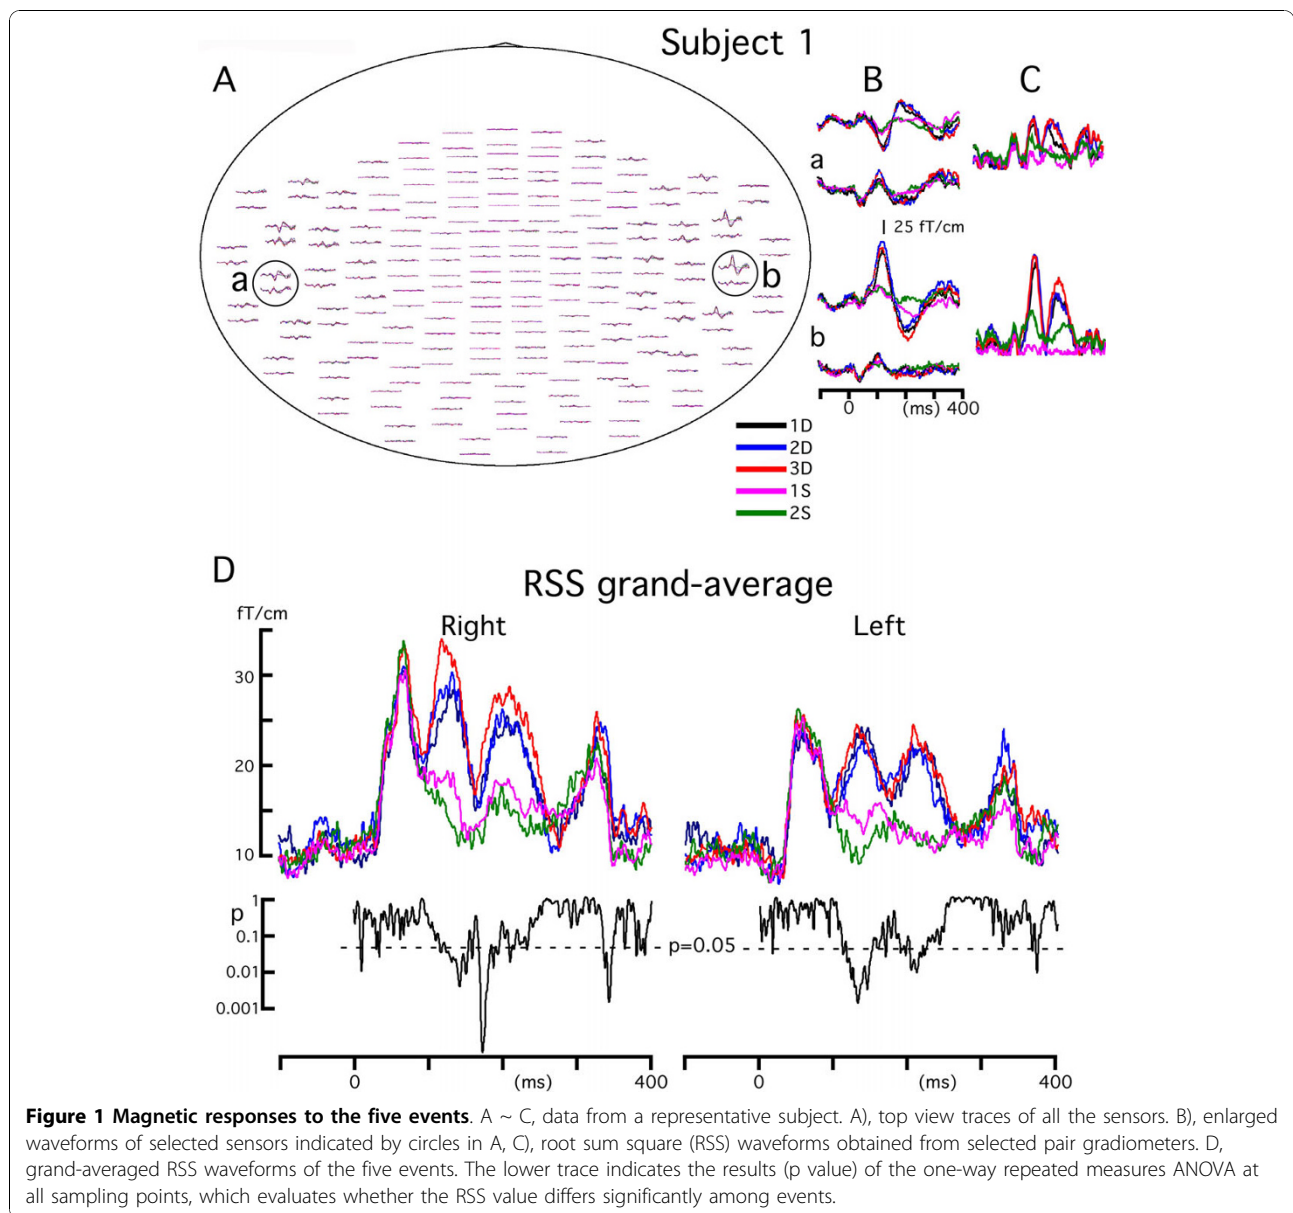 Subject 1
A
B
C
a
b
a
25 fT/cm
b
0 (ms) 400
1D
2D
3D
1S
2S
D
RSS grand-average
fT/cm
Right
Left
30
20
10
p
1
0.1
0.01
0.001
p=0.05
0 (ms) 400
0 (ms) 400
Figure 1 Magnetic responses to the five events. A ~ C, data from a representative subject. A), top view traces of all the sensors. B), enlarged
waveforms of selected sensors indicated by circles in A, C), root sum square (RSS) waveforms obtained from selected pair gradiometers. D,
grand-averaged RSS waveforms of the five events. The lower trace indicates the results (p value) of the one-way repeated measures ANOVA at
all sampling points, which evaluates whether the RSS value differs significantly among events.